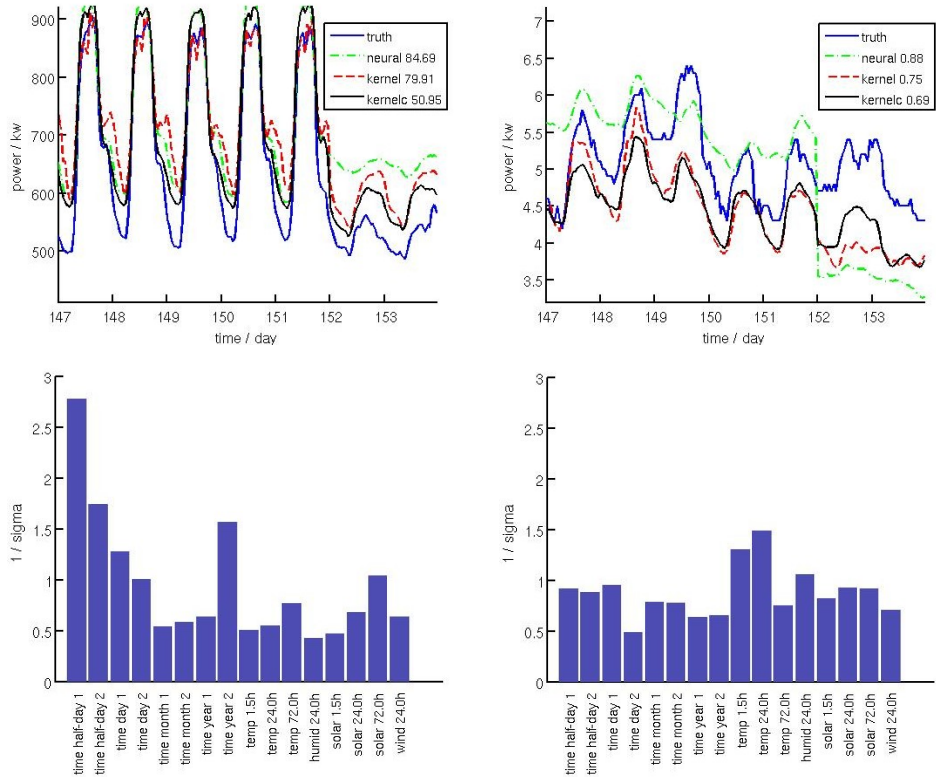 900
800
700
600
500
power / kw
147
148
149
150
151
152
153
time / day
truth
neural 84.69
kernel 79.91
kernelc 50.95
7
6.5
6
5.5
5
4.5
4
3.5
power / kw
147
148
149
150
151
152
153
time / day
truth
neural 0.88
kernel 0.75
kernelc 0.69
3
2.5
2
1.5
1
0.5
0
1 / sigma
time half-day 1
time half-day 2
time day 1
time day 2
time month 1
time month 2
time year 1
time year 2
temp 1.5h
temp 24.0h
temp 72.0h
humid 24.0h
solar 1.5h
solar 24.0h
solar 72.0h
wind 24.0h
3
2.5
2
1.5
1
0.5
0
1 / sigma
time half-day 1
time half-day 2
time day 1
time day 2
time month 1
time month 2
time year 1
time year 2
temp 1.5h
temp 24.0h
temp 72.0h
humid 24.0h
solar 1.5h
solar 24.0h
solar 72.0h
wind 24.0h